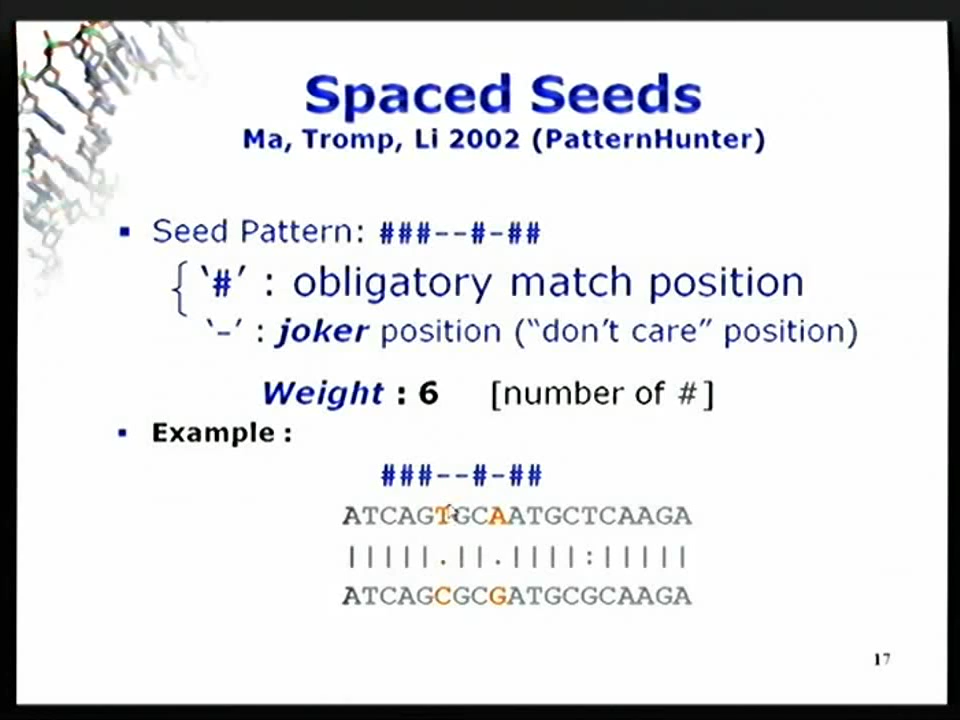 Spaced Seeds
Ma, Tromp, Li 2002 (PatternHunter)
▪ Seed Pattern: ###--#-##
{ ‘#’ : obligatory match position
‘-’ : joker position (“don’t care” position)
Weight : 6 [number of #]
▪ Example :
###--#-##
ATCAGTGCAATGCTCAAGA
|||||.||.||||:|||||
ATCAGCGCGATGCGCAAGA
17